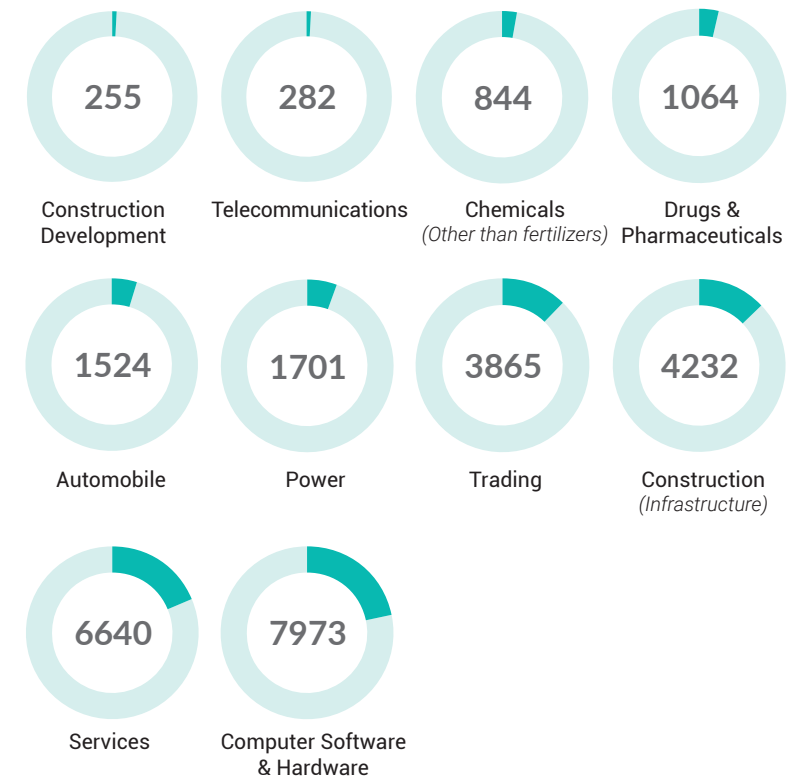 255
282
844
1064
Construction
Development
Telecommunications
Chemicals
(Other than fertilizers)
Drugs &
Pharmaceuticals
1524
1701
3865
4232
Automobile
Power
Trading
Construction
(Infrastructure)
6640
7973
Services
Computer Software
& Hardware